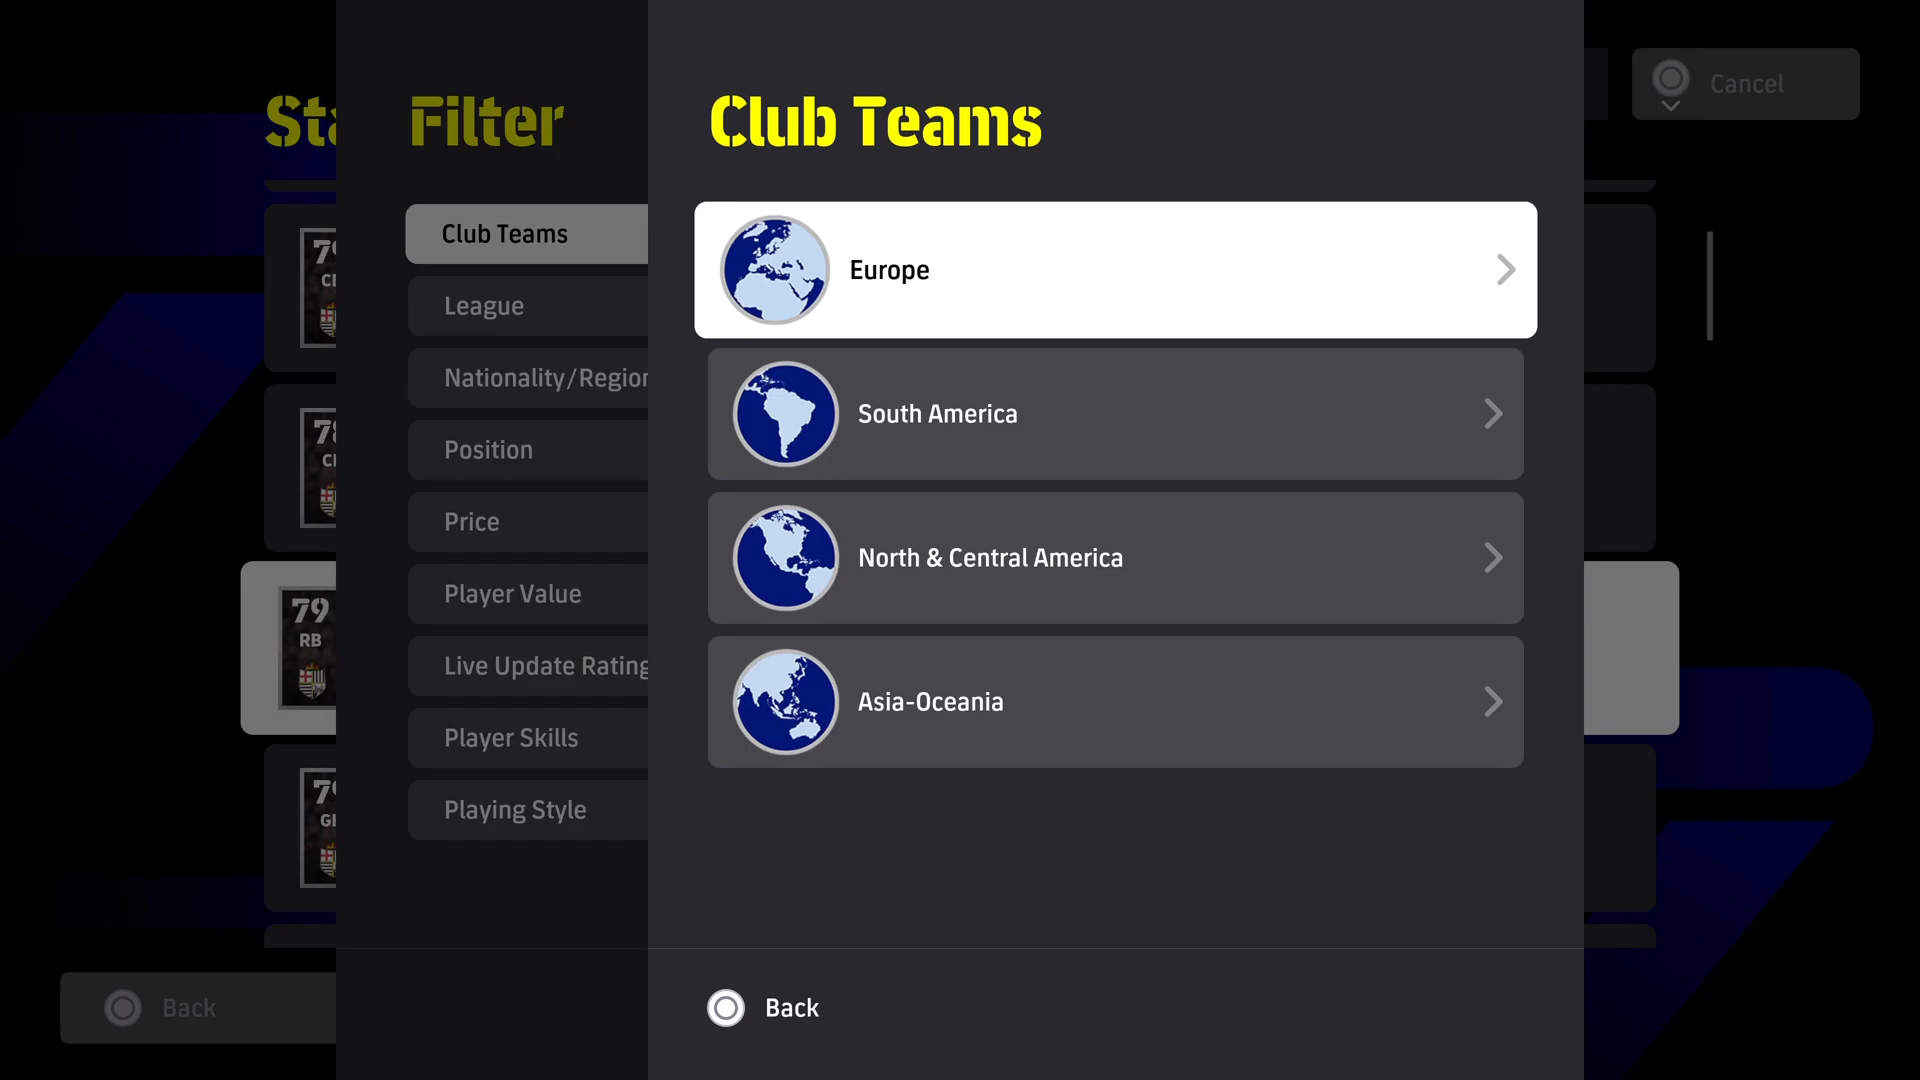 Filter
Club Teams
Cancel
Club Teams
League
Nationality/Region
Position
Price
Player Value
Live Update Rating
Player Skills
Playing Style
Europe
South America
North & Central America
Asia-Oceania
79
RB
Back
Back